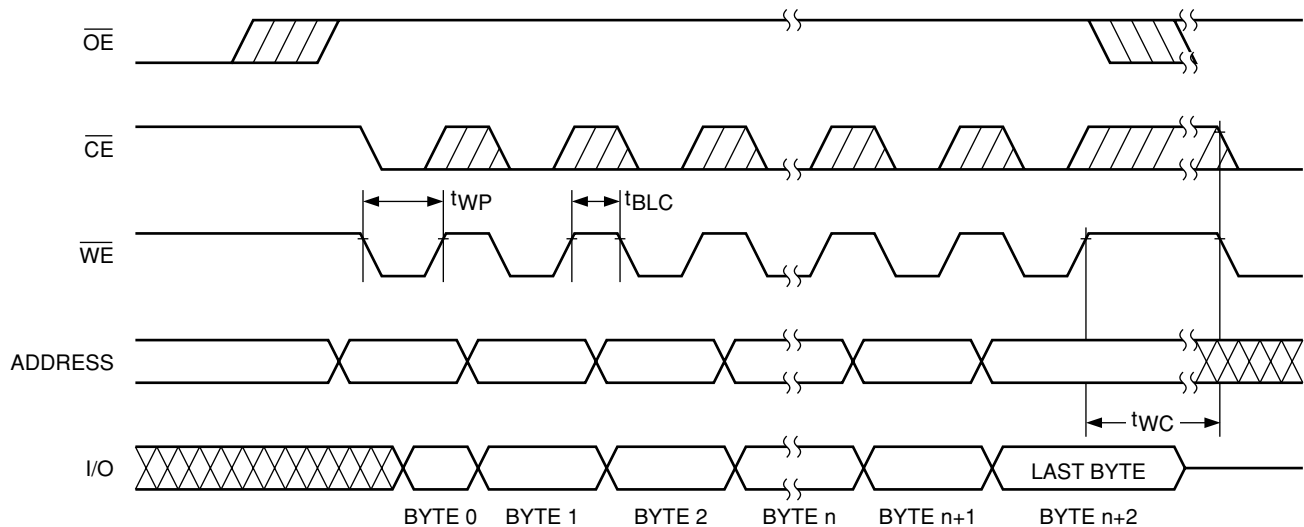 OE
CE
tWP
tBLC
WE
ADDRESS
tWC
I/O
LAST BYTE
BYTE 0 BYTE 1 BYTE 2 BYTE n BYTE n+1 BYTE n+2